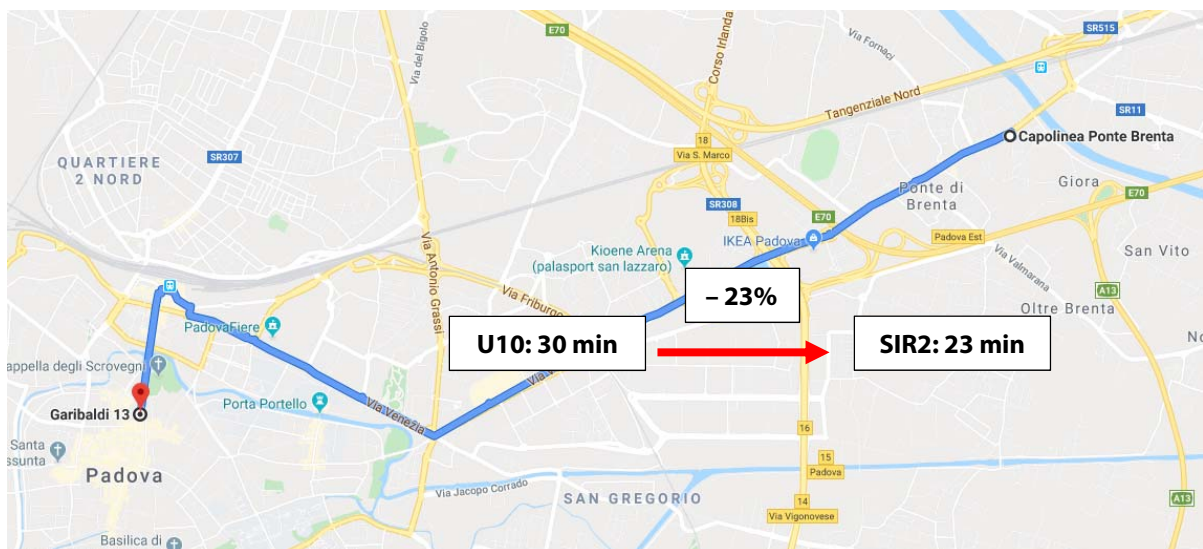 SR515
E70
Via del Bigolo
Corso Irlanda
Via Fornaci
Tangenziale Nord
SR11
Capolinea Ponte Brenta
18
Via S. Marco
QUARTIERE
2 NORD
SR307
Giora
E70
Ponte di
Brenta
SR308
18Bis
E70
IKEA Padova
Padova Est
San Vito
Kioene Arena
(palasport san lazzaro)
Via Antonio Grassi
Via Valmarana
A13
Via Friburgo
– 23%
Oltre Brenta
PadovaFiere
U10: 30 min
SIR2: 23 min
No
appella degli Scrovegni
Garibaldi 13
Porta Portello
Via Venezia
16
Santa
ssunta
15
Padova
Padova
Via Jacopo Corrado
SAN GREGORIO
14
Via Vigonovese
A13
Basilica di